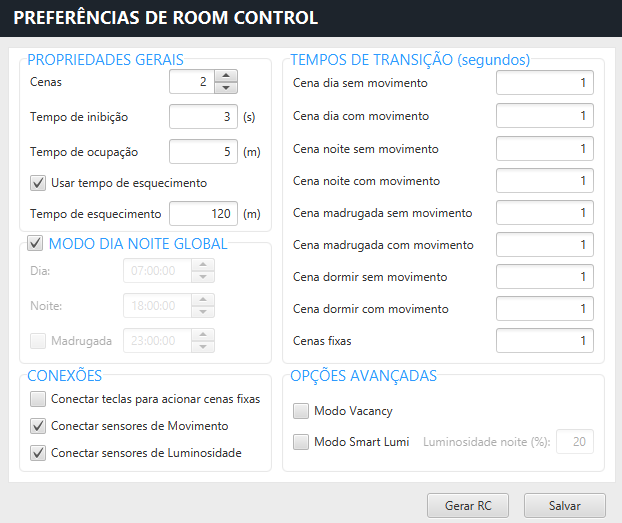 PREFERÊNCIAS DE ROOM CONTROL
PROPRIEDADES GERAIS
Cenas 2
Tempo de inibição 3 (s)
Tempo de ocupação 5 (m)
Usar tempo de esquecimento
Tempo de esquecimento 120 (m)
MODO DIA NOITE GLOBAL
Dia: 07:00:00
Noite: 18:00:00
Madrugada 23:00:00
CONEXÕES
Conectar teclas para acionar cenas fixas
Conectar sensores de Movimento
Conectar sensores de Luminosidade
TEMPOS DE TRANSIÇÃO (segundos)
Cena dia sem movimento 1
Cena dia com movimento 1
Cena noite sem movimento 1
Cena noite com movimento 1
Cena madrugada sem movimento 1
Cena madrugada com movimento 1
Cena dormir sem movimento 1
Cena dormir com movimento 1
Cenas fixas 1
OPÇÕES AVANÇADAS
Modo Vacancy
Modo Smart Lumi Luminosidade noite (%): 20
Gerar RC Salvar